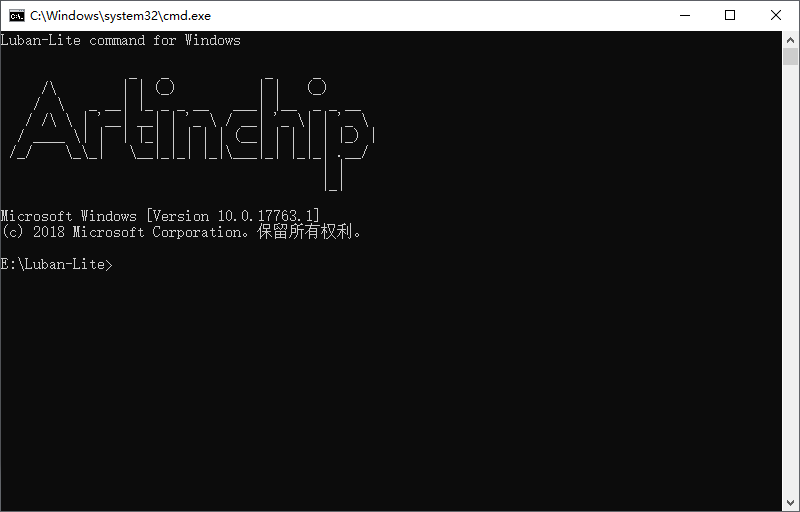 C:\Windows\system32\cmd.exe
Luban-Lite command for Windows
Artinchip
Microsoft Windows [Version 10.0.17763.1]
(c) 2018 Microsoft Corporation。保留所有权利。
E:\Luban-Lite>